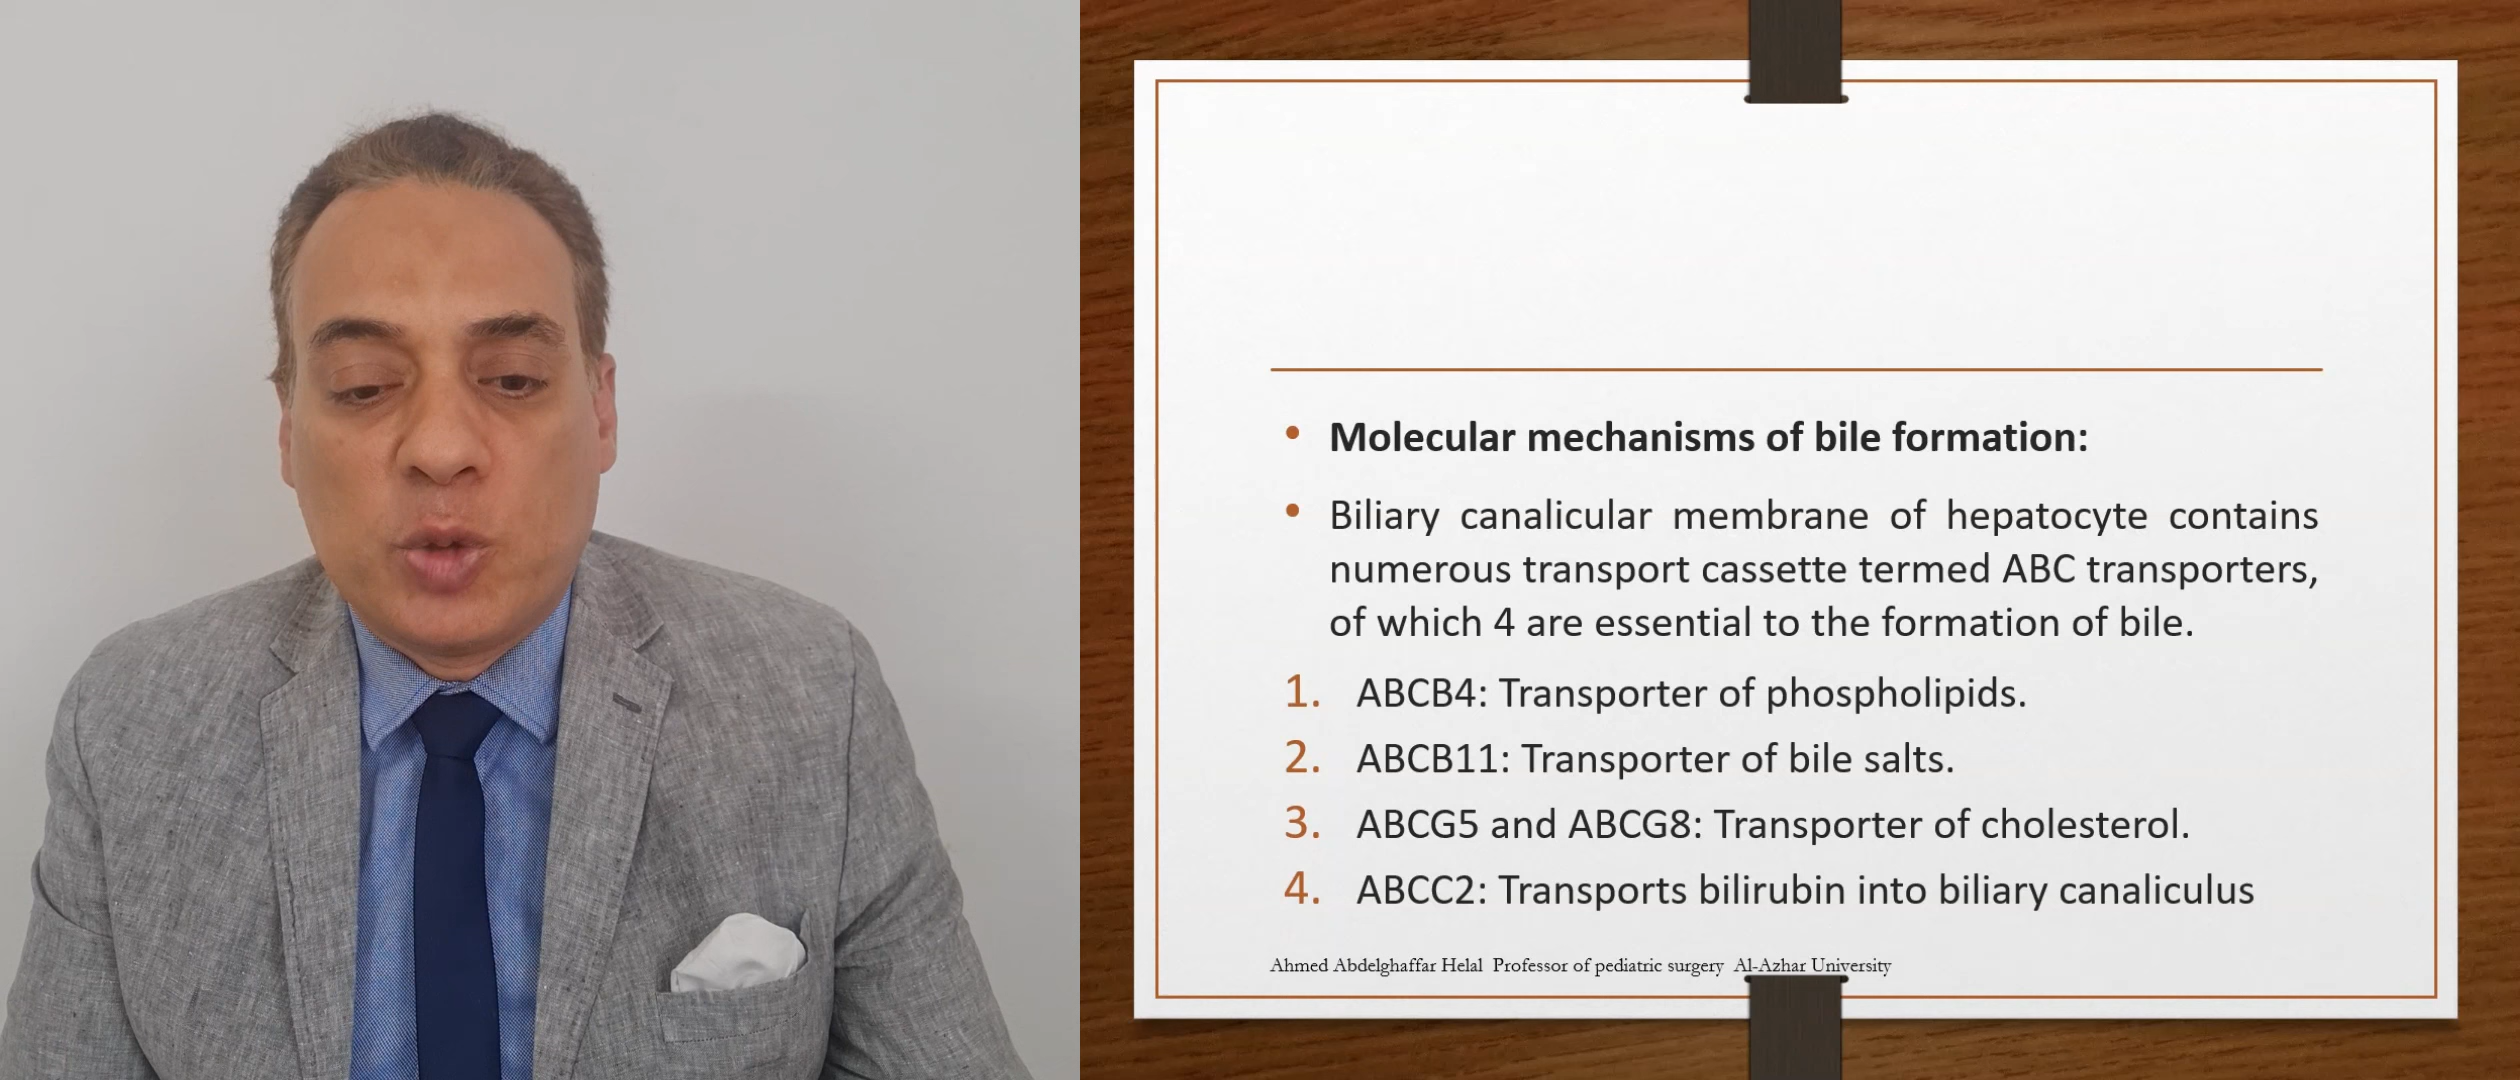 • Molecular mechanisms of bile formation:
• Biliary canalicular membrane of hepatocyte contains
numerous transport cassette termed ABC transporters,
of which 4 are essential to the formation of bile.
1. ABCB4: Transporter of phospholipids.
2. ABCB11: Transporter of bile salts.
3. ABCG5 and ABCG8: Transporter of cholesterol.
4. ABCC2: Transports bilirubin into biliary canaliculus
Ahmed Abdelghaffar Helal Professor of pediatric surgery Al-Azhar University